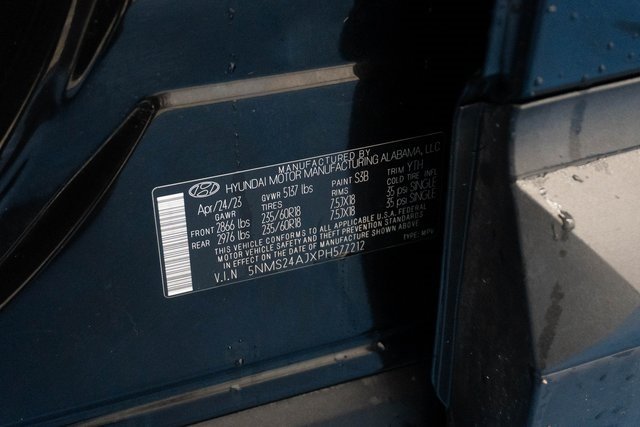 MANUFACTURED BY
HYUNDAI MOTOR MANUFACTURING ALABAMA, LLC
Apr/24/23 GVWR 5137 lbs PAINT S3B TRIM YTH
GAWR TIRES RIMS COLD TIRE INFL
FRONT 2866 lbs 235/60R18 7.5JX18 35 psi SINGLE
REAR 2976 lbs 235/60R18 7.5JX18 35 psi SINGLE
THIS VEHICLE CONFORMS TO ALL APPLICABLE U.S.A. FEDERAL
MOTOR VEHICLE SAFETY AND THEFT PREVENTION STANDARDS
IN EFFECT ON THE DATE OF MANUFACTURE SHOWN ABOVE.
V.I.N 5NMS24AJXPH577212 TYPE: MPV